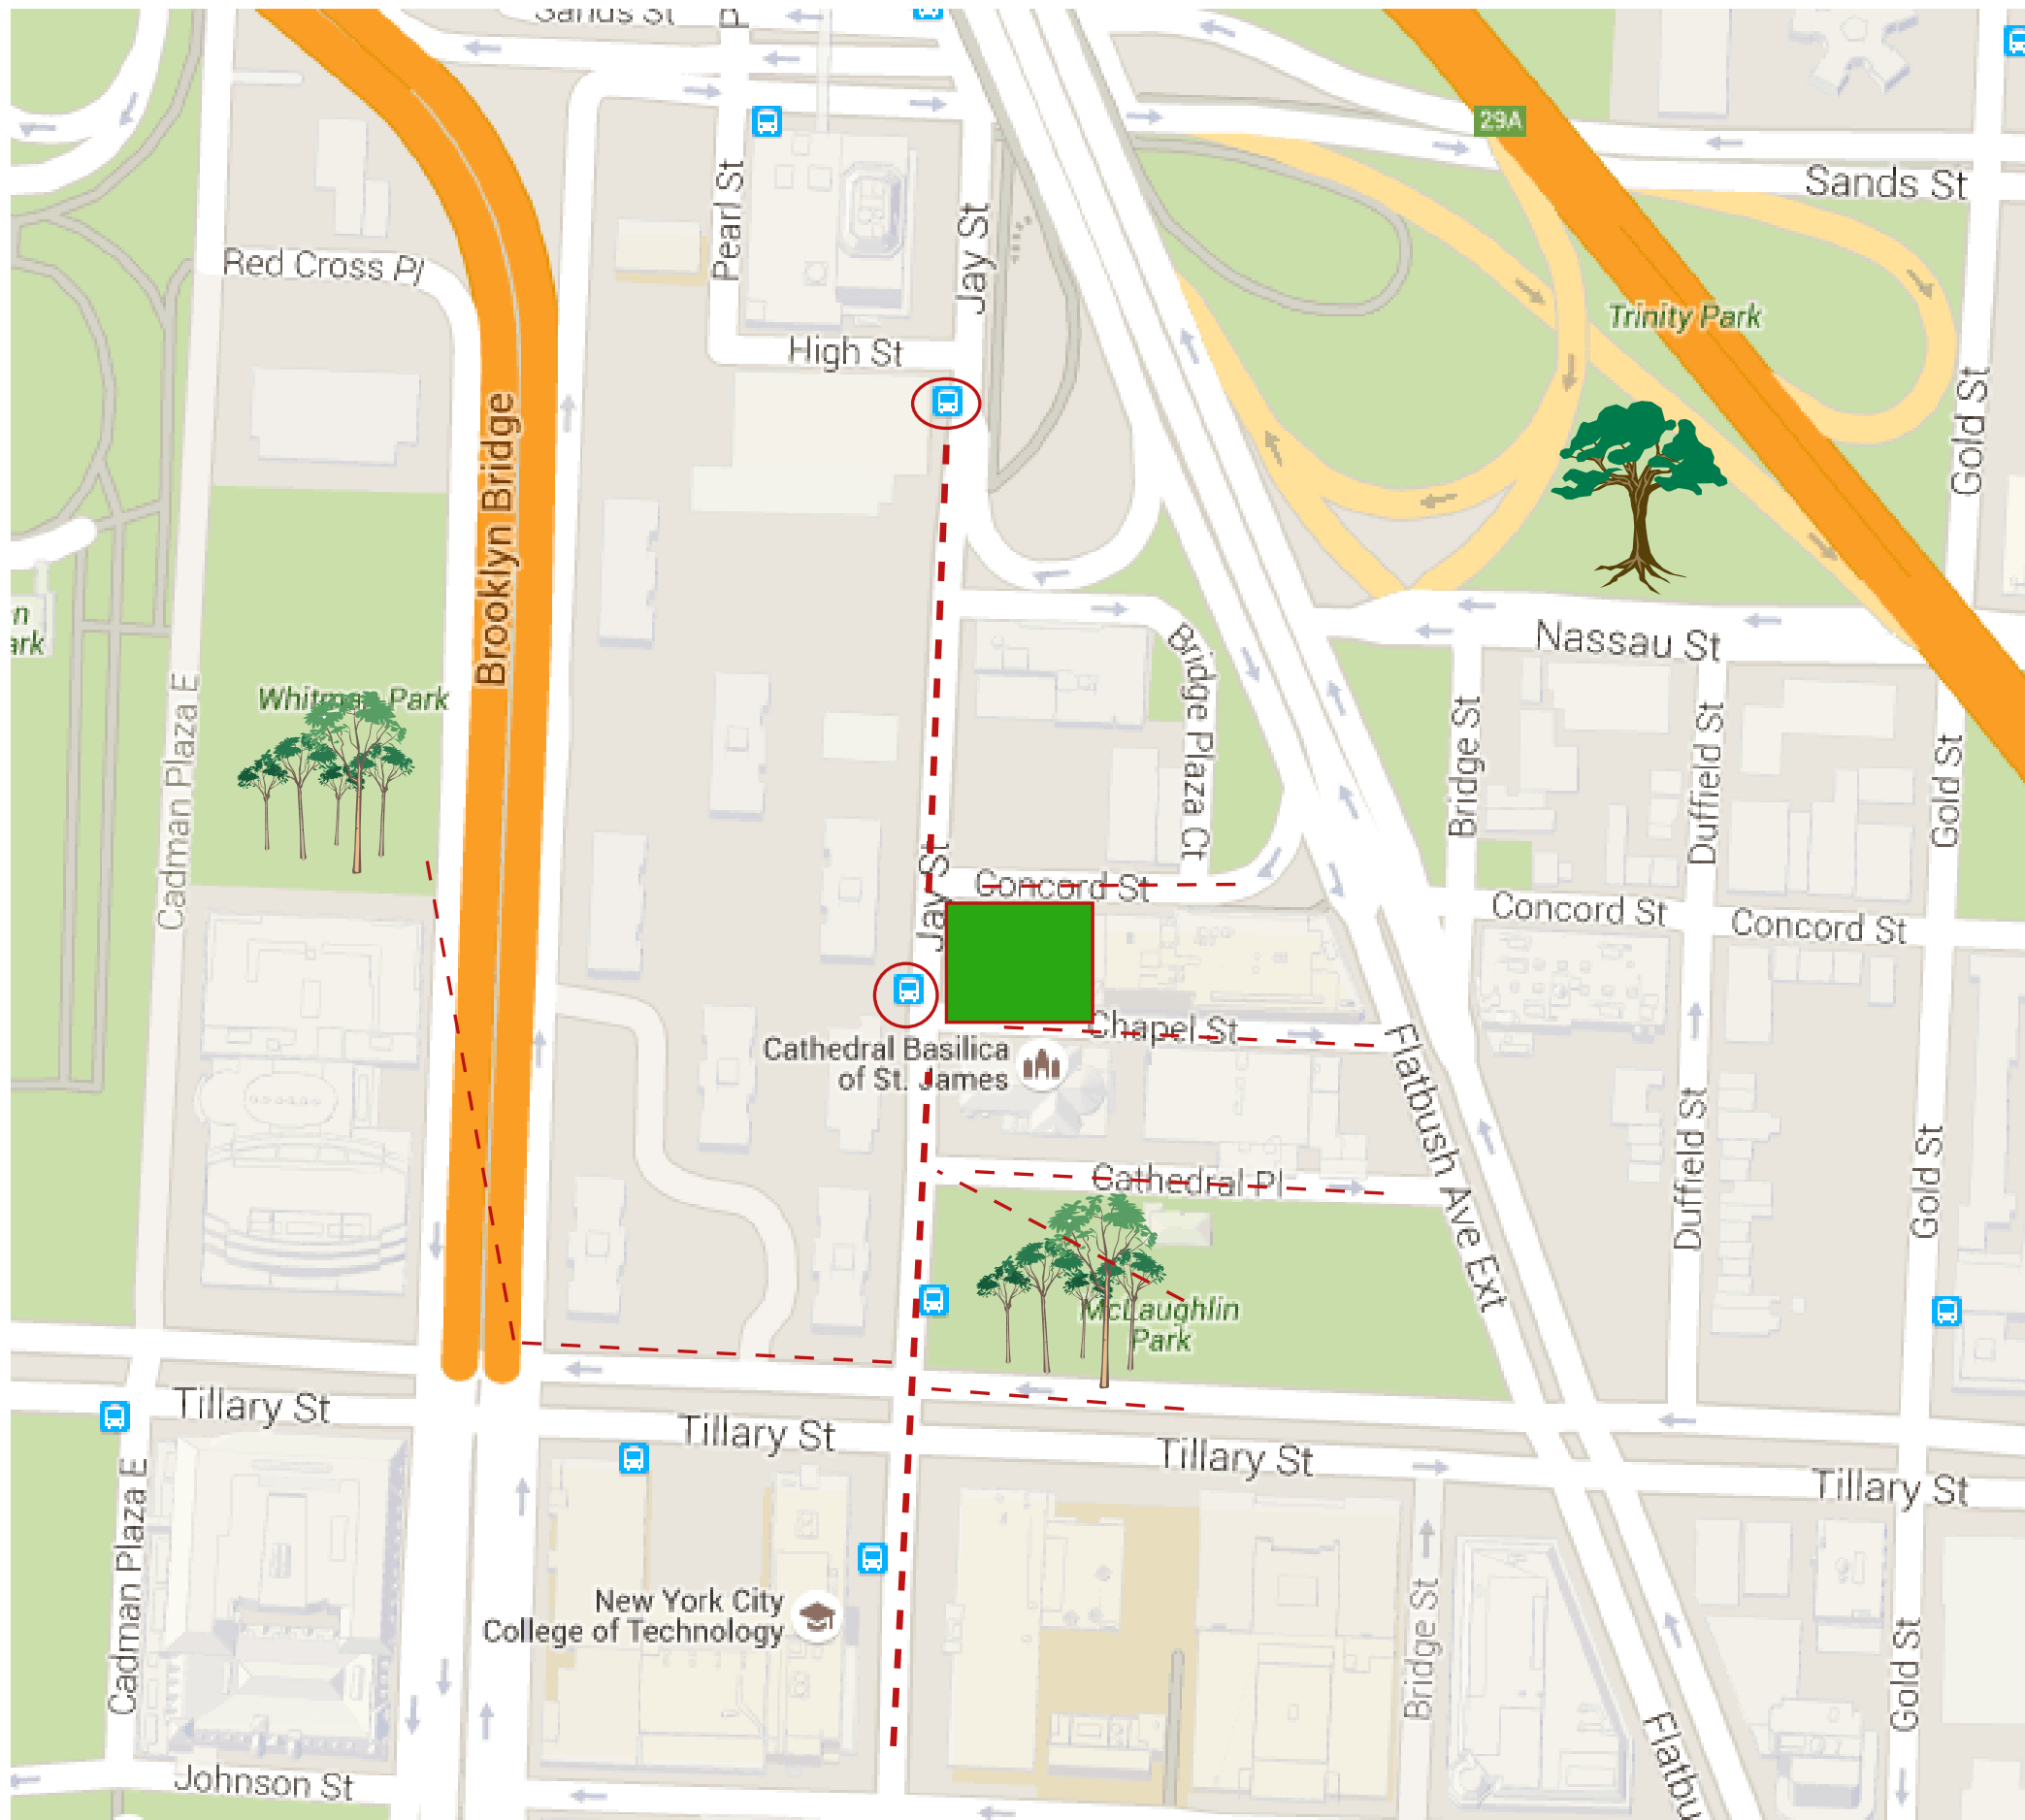 Sands St
29A
Sands St
Pearl St
Jay St
Red Cross Pl
High St
Trinity Park
Gold St
Brooklyn Bridge
Nassau St
Bridge Plaza Ct
Whitman Park
Cadman Plaza E
Bridge St
Duffield St
Gold St
Jay St
Concord St
Concord St
Concord St
Jay St
Chapel St
Cathedral Basilica
of St. James
Flatbush Ave Ext
Duffield St
Gold St
Cathedral Pl
McLaughlin
Park
Tillary St
Tillary St
Tillary St
Tillary St
Cadman Plaza E
New York City
College of Technology
Bridge St
Gold St
Flatbu
Johnson St